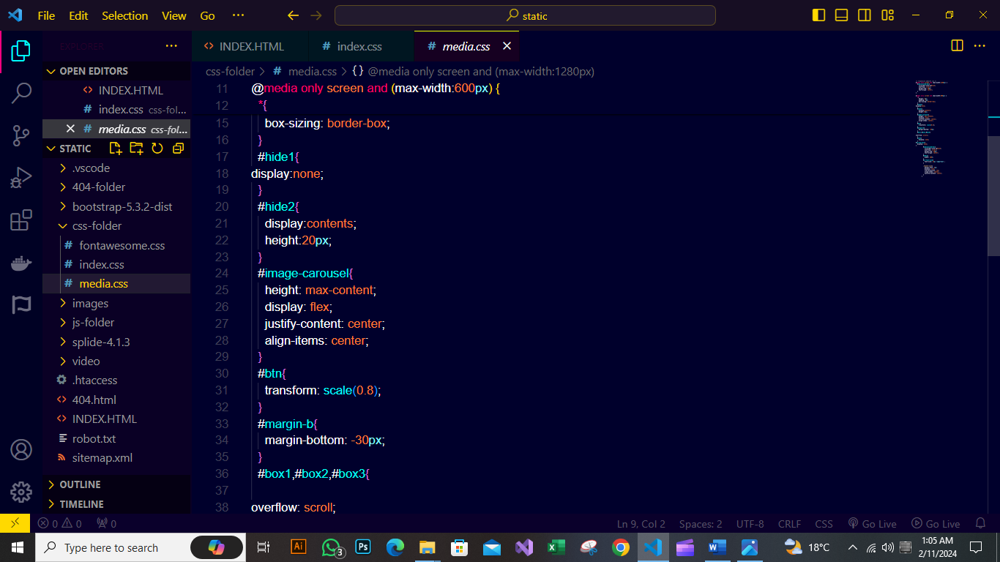 File Edit Selection View Go ··· static
EXPLORER ···
INDEX.HTML index.css media.css
OPEN EDITORS
INDEX.HTML
index.css css-fol...
media.css css-fol...
STATIC
.vscode
404-folder
bootstrap-5.3.2-dist
css-folder
fontawesome.css
index.css
media.css
images
js-folder
splide-4.1.3
video
.htaccess
404.html
INDEX.HTML
robot.txt
sitemap.xml
OUTLINE
TIMELINE
css-folder > # media.css > {} @media only screen and (max-width:1280px)
11 @media only screen and (max-width:600px) {
12 *{
15 box-sizing: border-box;
16 }
17 #hide1{
18 display:none;
19 }
20 #hide2{
21 display:contents;
22 height:20px;
23 }
24 #image-carousel{
25 height: max-content;
26 display: flex;
27 justify-content: center;
28 align-items: center;
29 }
30 #btn{
31 transform: scale(0.8);
32 }
33 #margin-b{
34 margin-bottom: -30px;
35 }
36 #box1,#box2,#box3{
37
38 overflow: scroll;
0 0 0 Ln 9, Col 2 Spaces: 2 UTF-8 CRLF CSS Go Live Go Live
Type here to search Ai 3 Ps 18°C 1:05 AM
2/11/2024